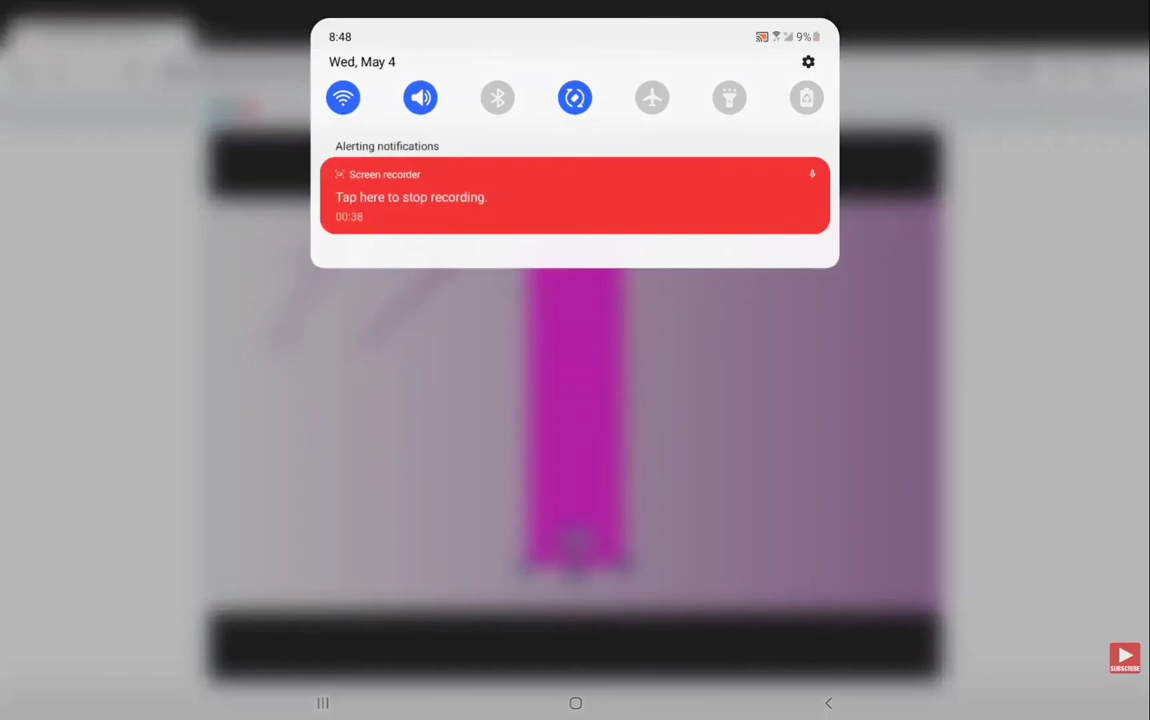 8:48
9%
Wed, May 4
Alerting notifications
Screen recorder
Tap here to stop recording.
00:38
SUBSCRIBE